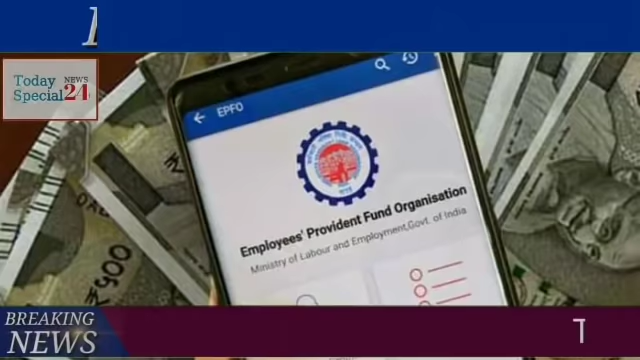 Today NEWS
Special 24
EPFO
Employees' Provident Fund Organisation
Ministry of Labour and Employment,Govt. of India
₹500
BREAKING
NEWS
T